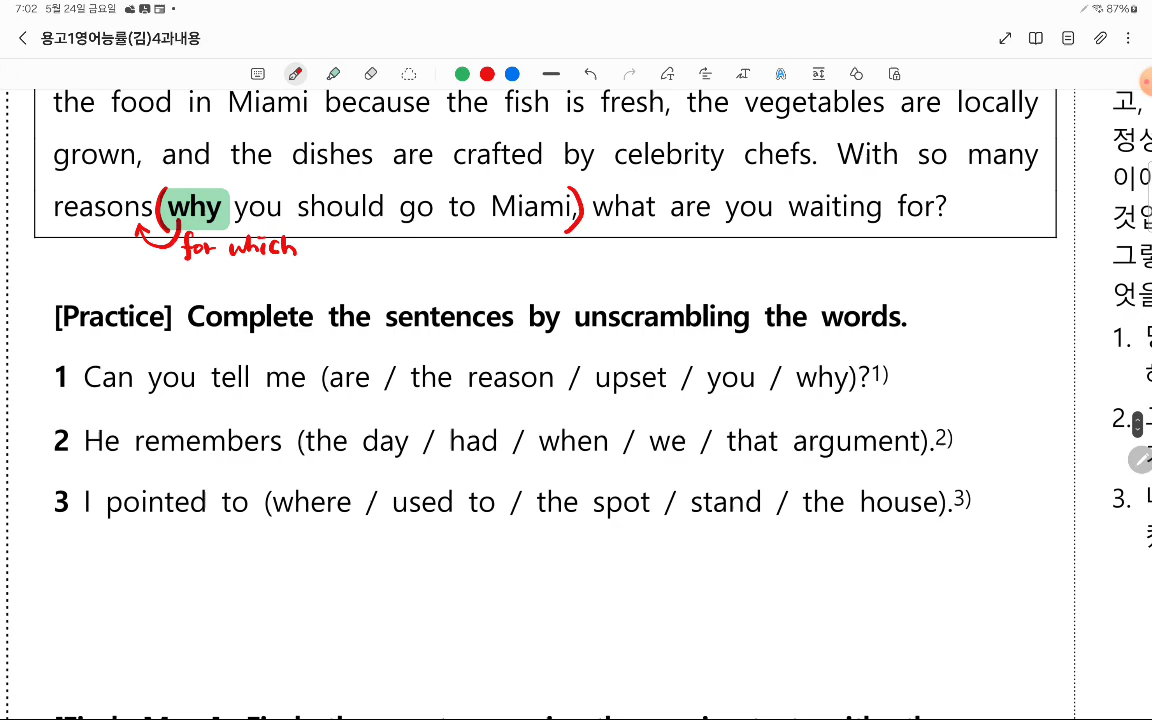 7:02 5월 24일 금요일
87%
용고1영어능률(김)4과내용
the food in Miami because the fish is fresh, the vegetables are locally
grown, and the dishes are crafted by celebrity chefs. With so many
reasons (why you should go to Miami,) what are you waiting for?
for which
[Practice] Complete the sentences by unscrambling the words.
1 Can you tell me (are / the reason / upset / you / why)?1)
2 He remembers (the day / had / when / we / that argument).2)
3 I pointed to (where / used to / the spot / stand / the house).3)
고,
정성
것입
그렇
엇을
1.
2.
3.